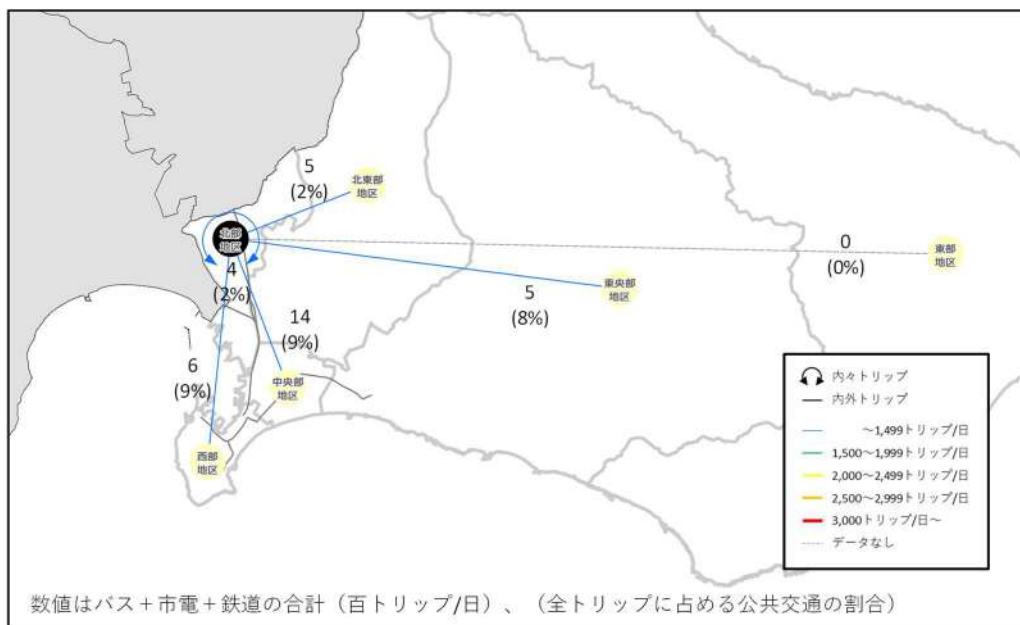 5
(2%)
北東部
地区
北部
地区
4
(2%)
0
(0%)
東部
地区
東央部
地区
5
(8%)
14
(9%)
6
(9%)
中央部
地区
西部
地区
内々トリップ
内外トリップ
～1,499トリップ/日
1,500～1,999トリップ/日
2,000～2,499トリップ/日
2,500～2,999トリップ/日
3,000トリップ/日～
データなし
数値はバス＋市電＋鉄道の合計（百トリップ/日）、（全トリップに占める公共交通の割合）